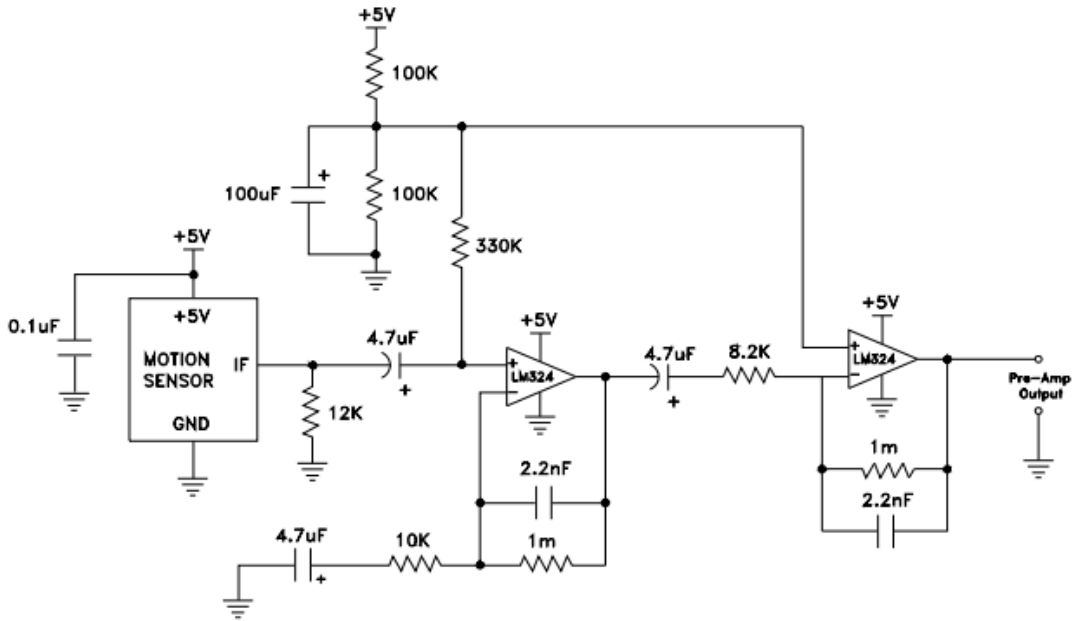 +5V
100K
100uF
+
100K
330K
+5V
0.1uF
+5V
MOTION
SENSOR
IF
GND
12K
4.7uF
+
+5V
+
LM324
−
4.7uF
+
8.2K
+5V
+
LM324
−
Pre-Amp
Output
1m
2.2nF
2.2nF
1m
4.7uF
+
10K